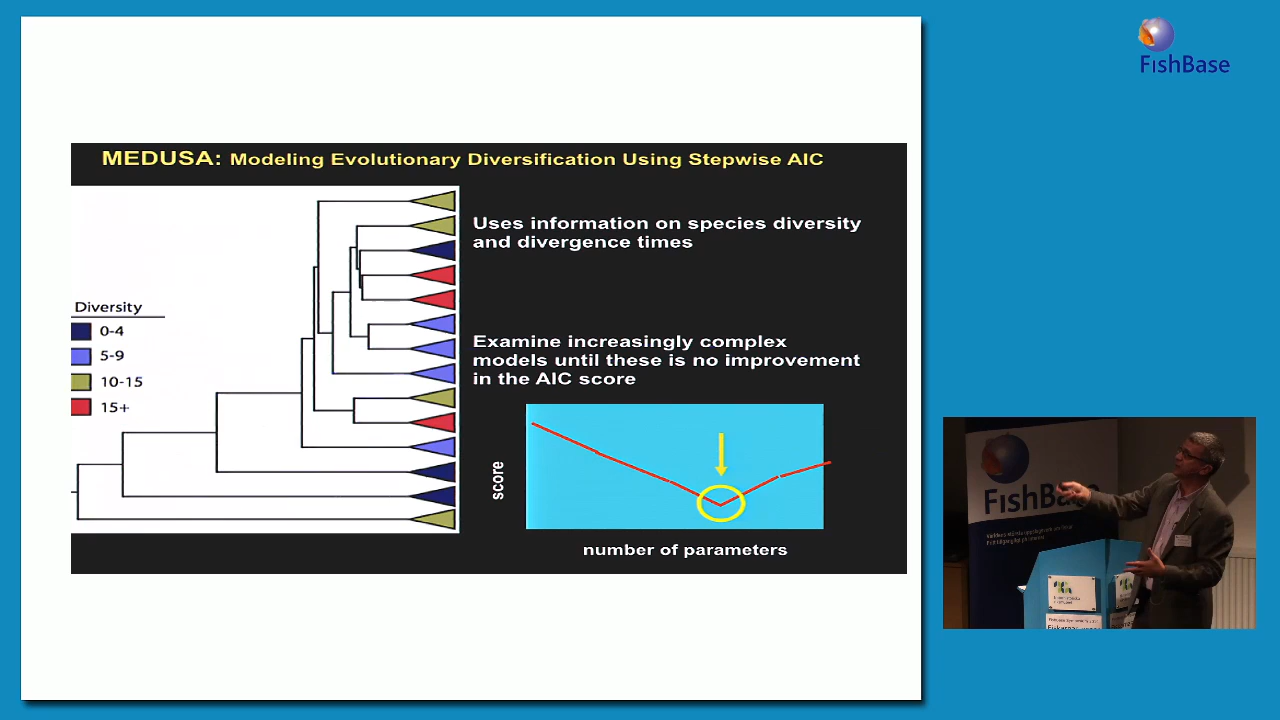 FishBase
MEDUSA: Modeling Evolutionary Diversification Using Stepwise AIC
Uses information on species diversity
and divergence times
Diversity
0-4
5-9
10-15
15+
Examine increasingly complex
models until these is no improvement
in the AIC score
score
number of parameters
FishBase